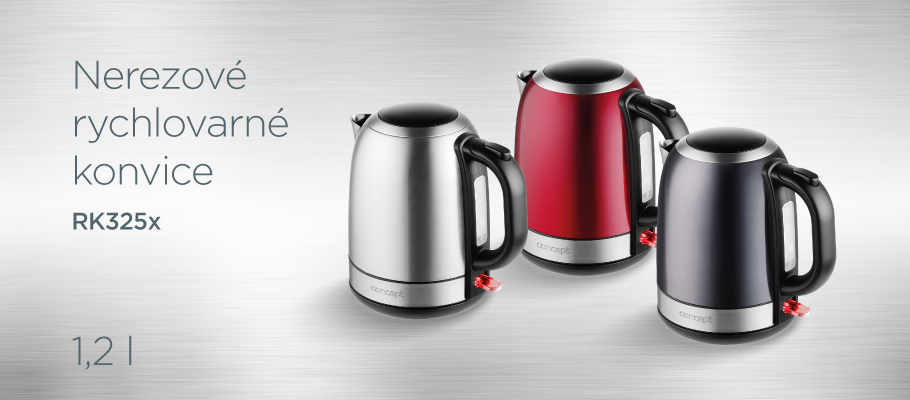 Nerezové
rychlovarné
konvice
RK325x
1,2 l
concept
concept
concept